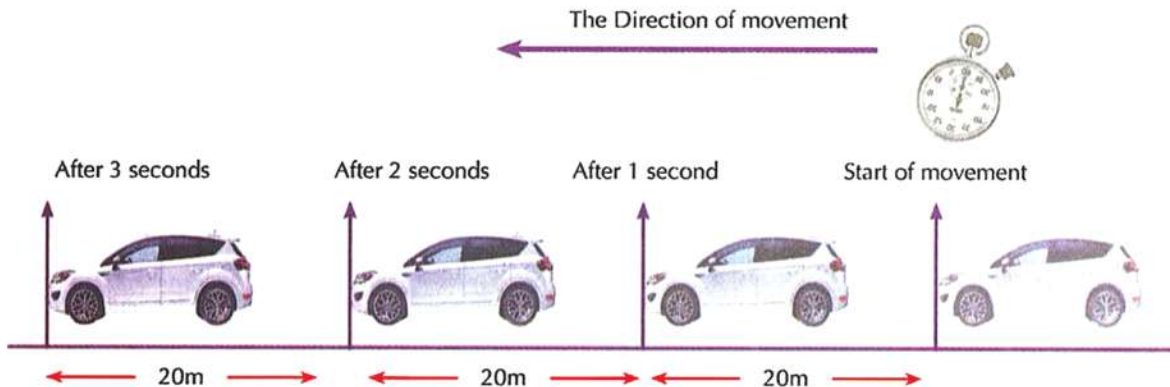 The Direction of movement
After 3 seconds After 2 seconds After 1 second Start of movement
20m 20m 20m